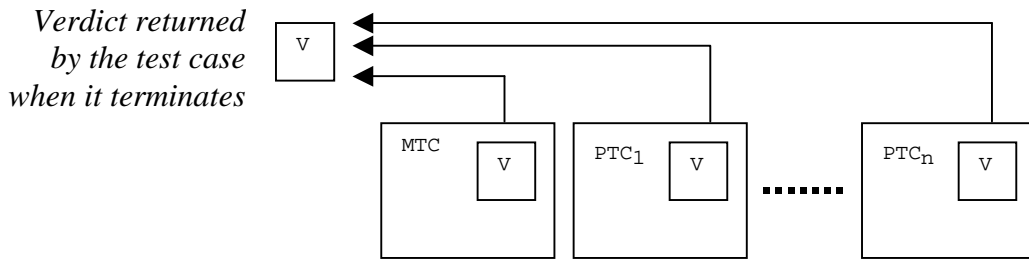 Verdict returned
by the test case
when it terminates
V
MTC
V
PTC1
V
PTCn
V